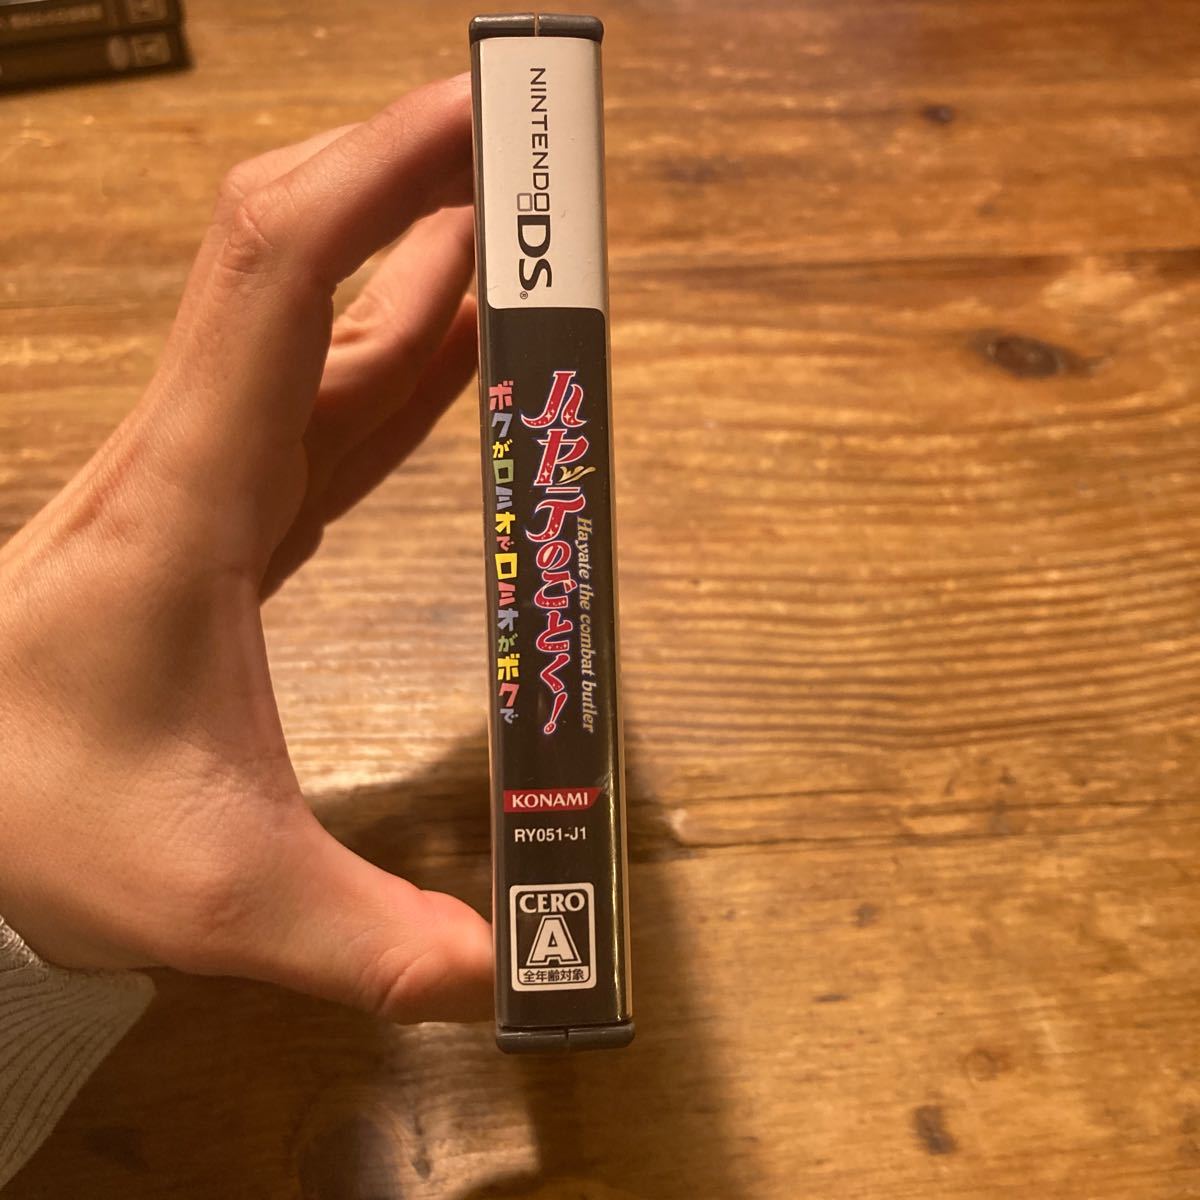 NINTENDO DS®
ハヤテのごとく!
Hayate the combat butler
ボクがロミオでロミオがボクで
KONAMI
RY051-J1
CERO
A
全年齢対象